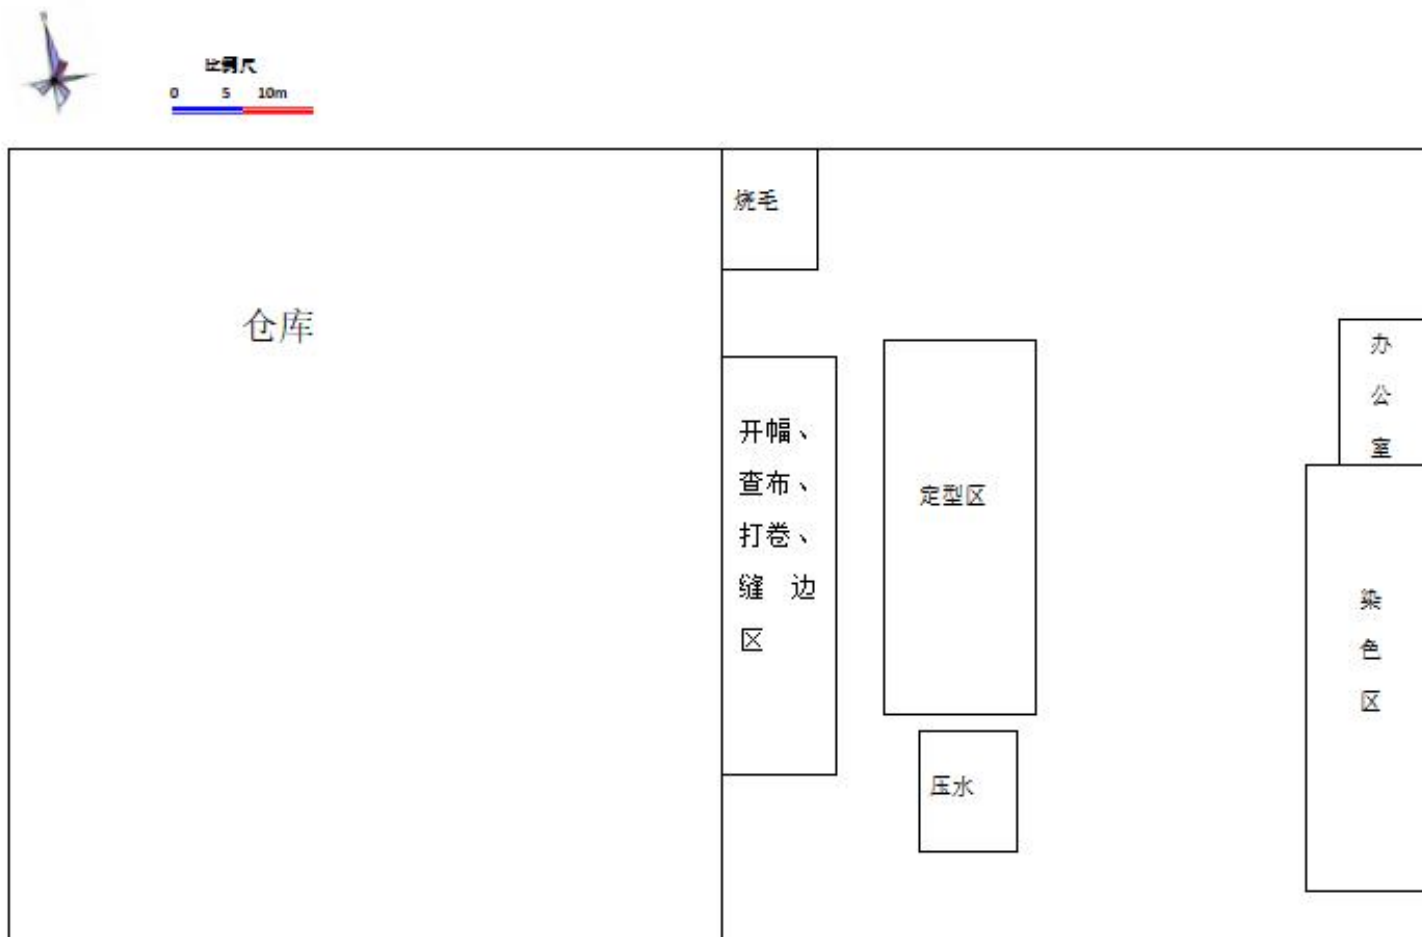 比例尺
0 5 10m
烧毛
仓库
办
公
室
开幅、
查布、
打卷、
缝 边
区
定型区
染
色
区
压水